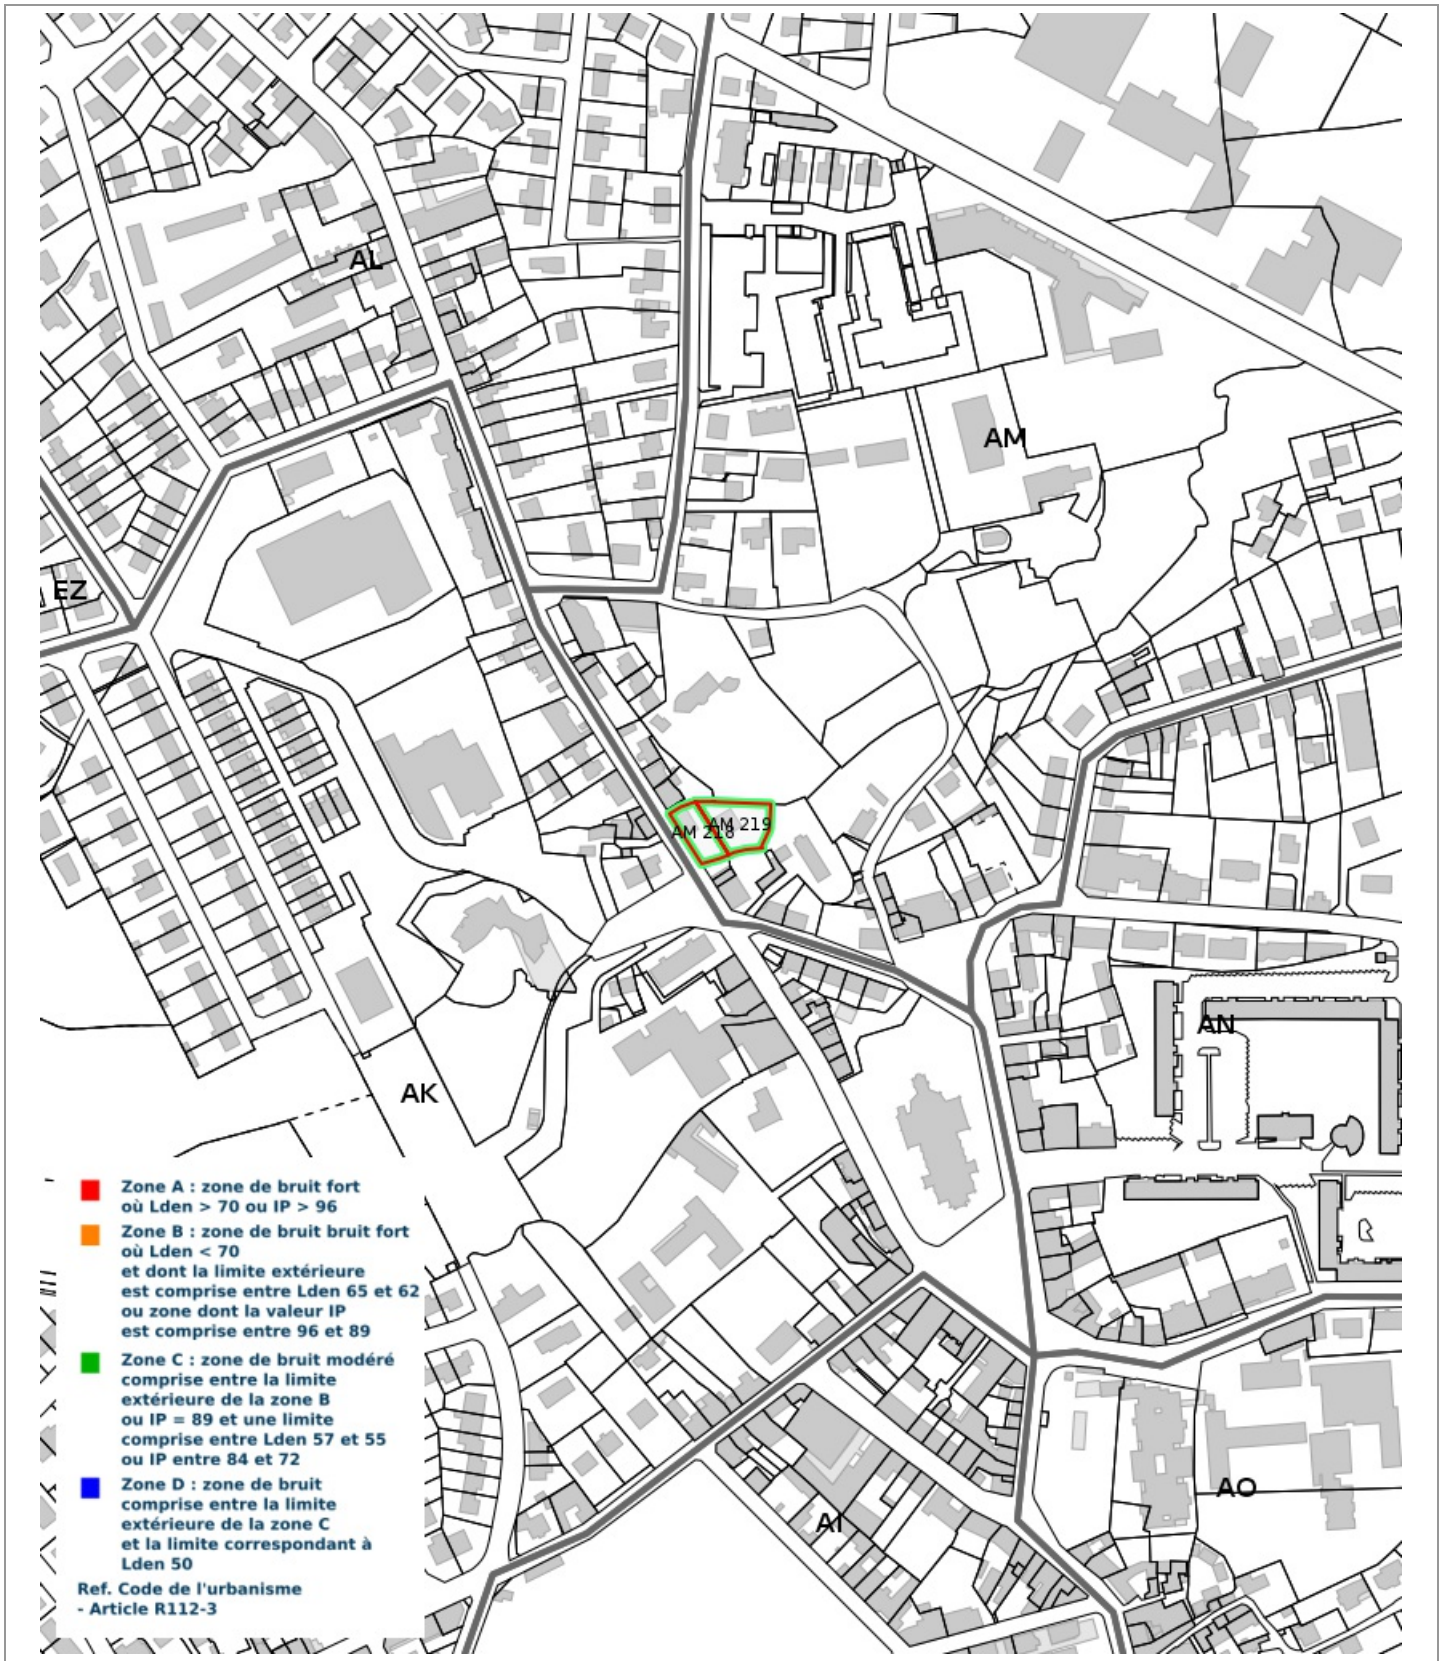 AL
AM
EZ
AM 218
AM 219
AN
AK
Zone A : zone de bruit fort
où Lden > 70 ou IP > 96
Zone B : zone de bruit bruit fort
où Lden < 70
et dont la limite extérieure
est comprise entre Lden 65 et 62
ou zone dont la valeur IP
est comprise entre 96 et 89
Zone C : zone de bruit modéré
comprise entre la limite
extérieure de la zone B
ou IP = 89 et une limite
comprise entre Lden 57 et 55
ou IP entre 84 et 72
Zone D : zone de bruit
comprise entre la limite
extérieure de la zone C
et la limite correspondant à
Lden 50
Ref. Code de l'urbanisme
- Article R112-3
AO
AI